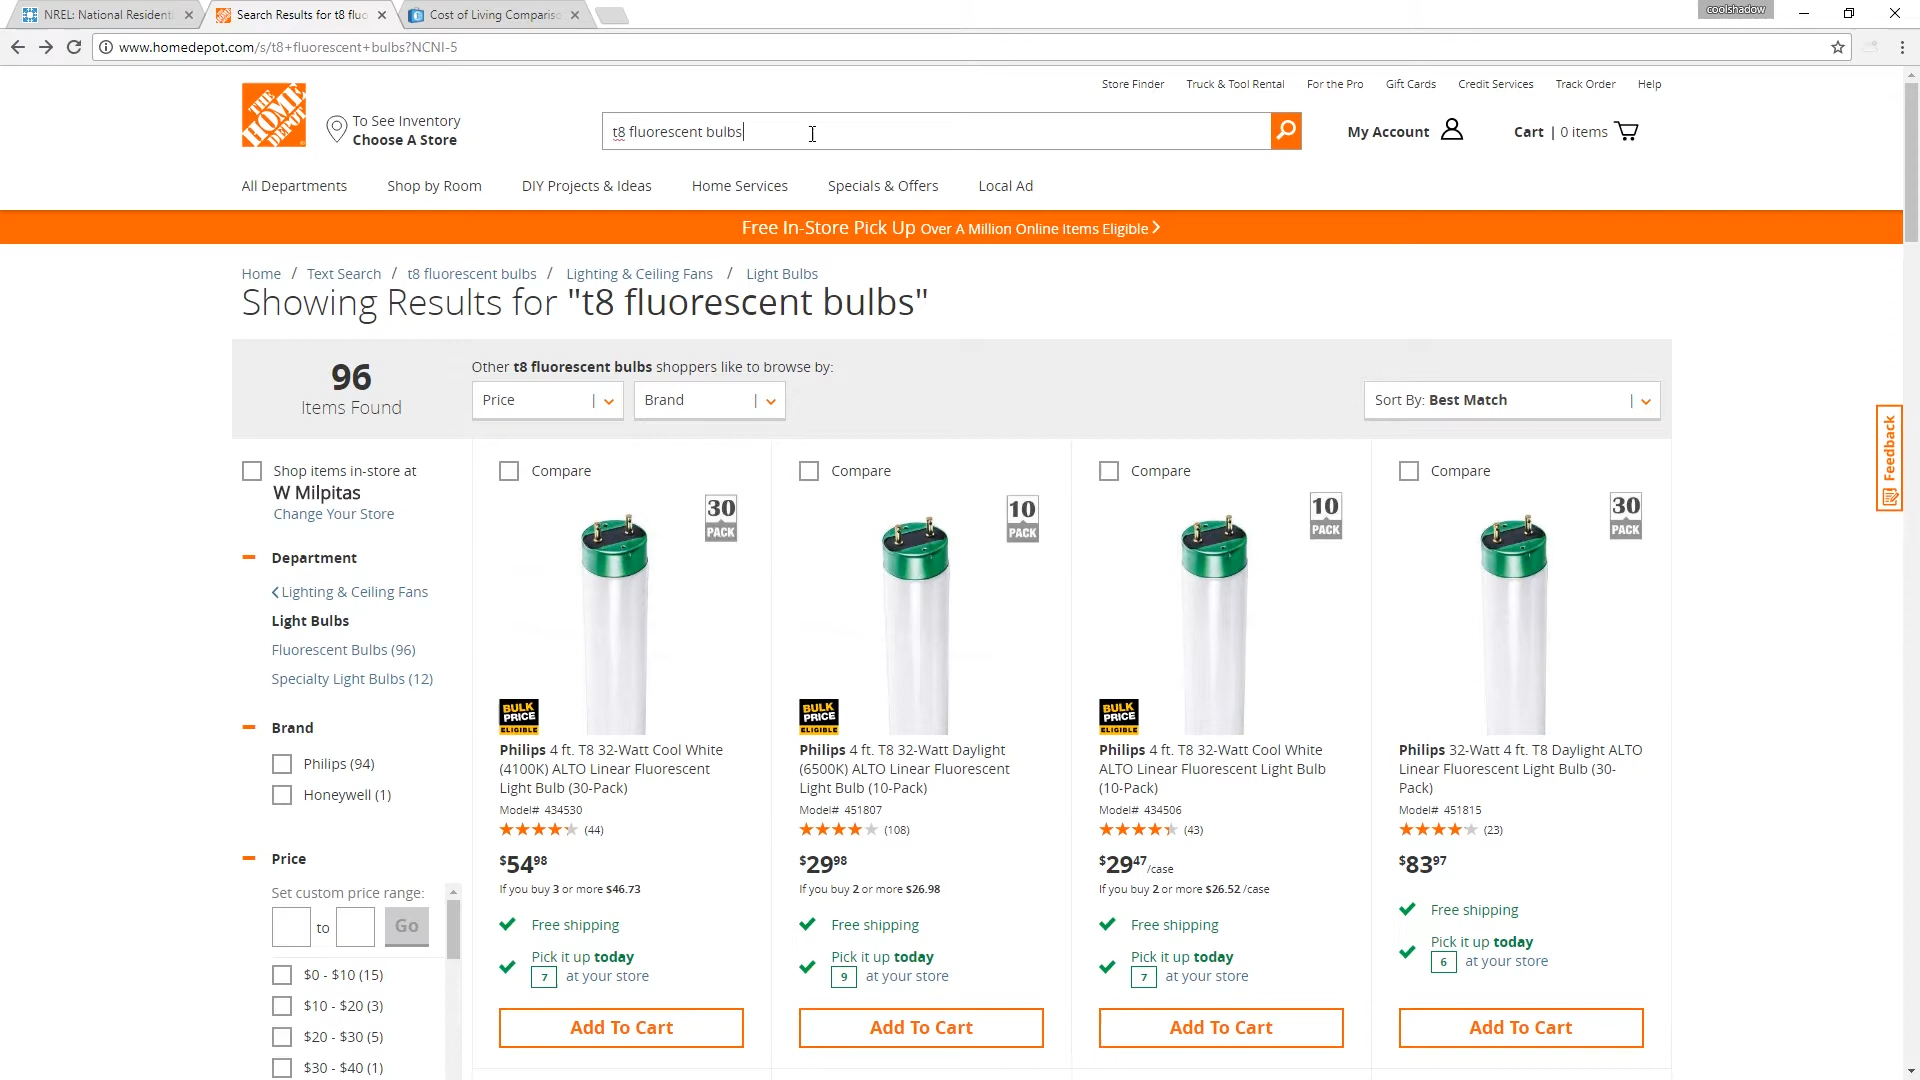 NREL: National Residenti
Search Results for t8 fluo
Cost of Living Compariso
coolshadow
www.homedepot.com/s/t8+fluorescent+bulbs?NCNI-5
Store Finder
Truck & Tool Rental
For the Pro
Gift Cards
Credit Services
Track Order
Help
THE HOME DEPOT
To See Inventory
Choose A Store
t8 fluorescent bulbs
My Account
Cart | 0 items
All Departments
Shop by Room
DIY Projects & Ideas
Home Services
Specials & Offers
Local Ad
Free In-Store Pick Up Over A Million Online Items Eligible >
Home / Text Search / t8 fluorescent bulbs / Lighting & Ceiling Fans / Light Bulbs
Showing Results for "t8 fluorescent bulbs"
96
Items Found
Other t8 fluorescent bulbs shoppers like to browse by:
Price
Brand
Sort By: Best Match
Feedback
Shop items in-store at
W Milpitas
Change Your Store
Department
Lighting & Ceiling Fans
Light Bulbs
Fluorescent Bulbs (96)
Specialty Light Bulbs (12)
Brand
Philips (94)
Honeywell (1)
Price
Set custom price range:
to
Go
$0 - $10 (15)
$10 - $20 (3)
$20 - $30 (5)
$30 - $40 (1)
Compare
30
PACK
BULK
PRICE
ELIGIBLE
Philips 4 ft. T8 32-Watt Cool White
(4100K) ALTO Linear Fluorescent
Light Bulb (30-Pack)
Model# 434530
(44)
$54 98
If you buy 3 or more $46.73
Free shipping
Pick it up today
7 at your store
Add To Cart
Compare
10
PACK
BULK
PRICE
ELIGIBLE
Philips 4 ft. T8 32-Watt Daylight
(6500K) ALTO Linear Fluorescent
Light Bulb (10-Pack)
Model# 451807
(108)
$29 98
If you buy 2 or more $26.98
Free shipping
Pick it up today
9 at your store
Add To Cart
Compare
10
PACK
BULK
PRICE
ELIGIBLE
Philips 4 ft. T8 32-Watt Cool White
ALTO Linear Fluorescent Light Bulb
(10-Pack)
Model# 434506
(43)
$29 47 /case
If you buy 2 or more $26.52 /case
Free shipping
Pick it up today
7 at your store
Add To Cart
Compare
30
PACK
Philips 32-Watt 4 ft. T8 Daylight ALTO
Linear Fluorescent Light Bulb (30-
Pack)
Model# 451815
(23)
$83 97
Free shipping
Pick it up today
6 at your store
Add To Cart